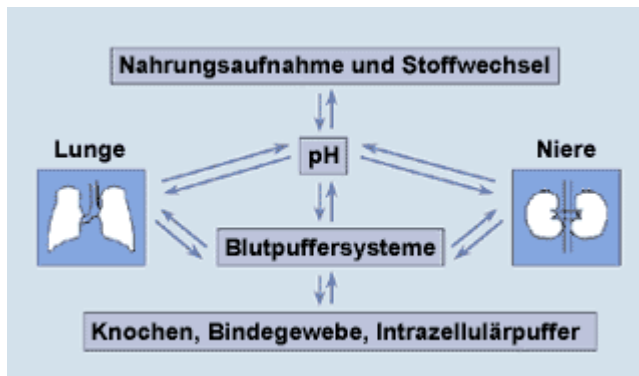 Nahrungsaufnahme und Stoffwechsel
Lunge
pH
Niere
Blutpuffersysteme
Knochen, Bindegewebe, Intrazellulärpuffer